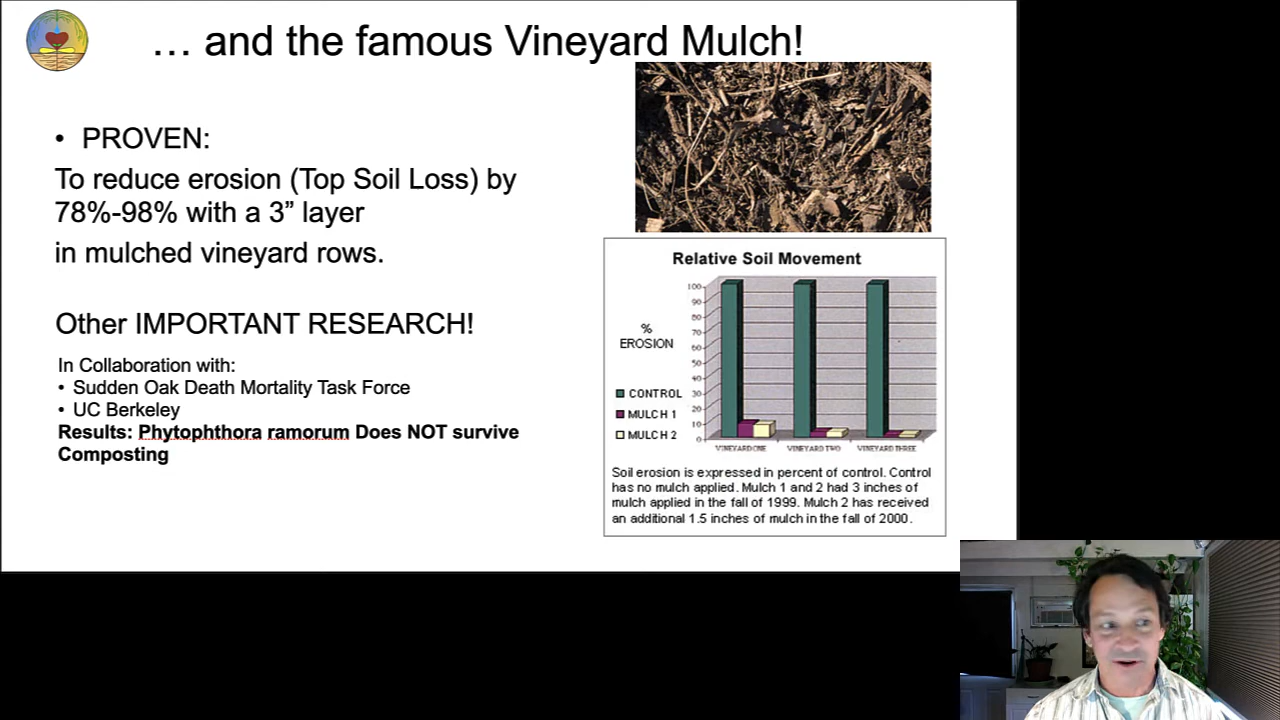 … and the famous Vineyard Mulch!
• PROVEN:
To reduce erosion (Top Soil Loss) by
78%-98% with a 3” layer
in mulched vineyard rows.
Other IMPORTANT RESEARCH!
In Collaboration with:
• Sudden Oak Death Mortality Task Force
• UC Berkeley
Results: Phytophthora ramorum Does NOT survive
Composting
Relative Soil Movement
%
EROSION
CONTROL
MULCH 1
MULCH 2
100
90
80
70
60
50
40
30
20
10
0
VINEYARD ONE
VINEYARD TWO
VINEYARD THREE
Soil erosion is expressed in percent of control. Control
has no mulch applied. Mulch 1 and 2 had 3 inches of
mulch applied in the fall of 1999. Mulch 2 has received
an additional 1.5 inches of mulch in the fall of 2000.